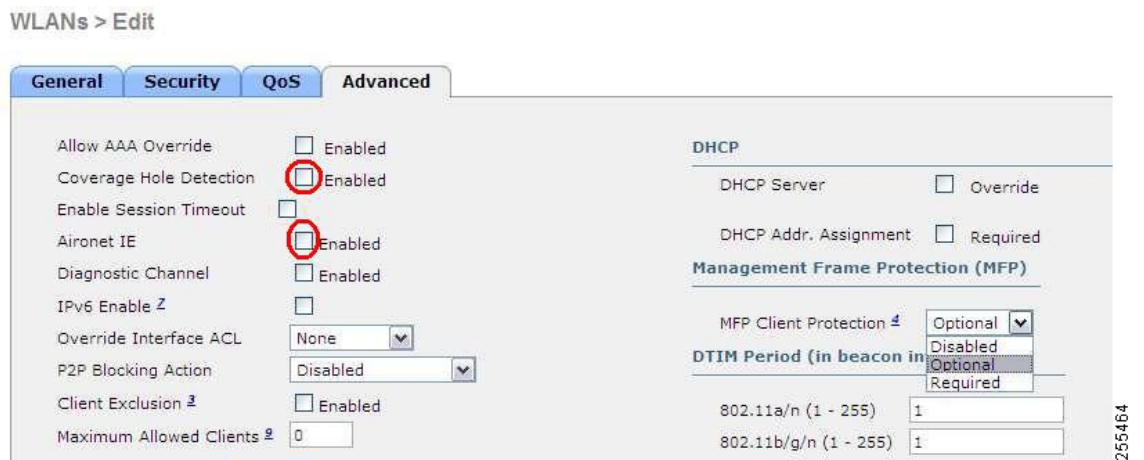 WLANs > Edit
General Security QoS Advanced
Allow AAA Override Enabled
Coverage Hole Detection Enabled
Enable Session Timeout
Aironet IE Enabled
Diagnostic Channel Enabled
IPv6 Enable 7
Override Interface ACL None
P2P Blocking Action Disabled
Client Exclusion 3 Enabled
Maximum Allowed Clients 9 0
DHCP
DHCP Server Override
DHCP Addr. Assignment Required
Management Frame Protection (MFP)
MFP Client Protection 4 Optional
Disabled
Optional
Required
DTIM Period (in beacon in
802.11a/n (1 - 255) 1
802.11b/g/n (1 - 255) 1
255464